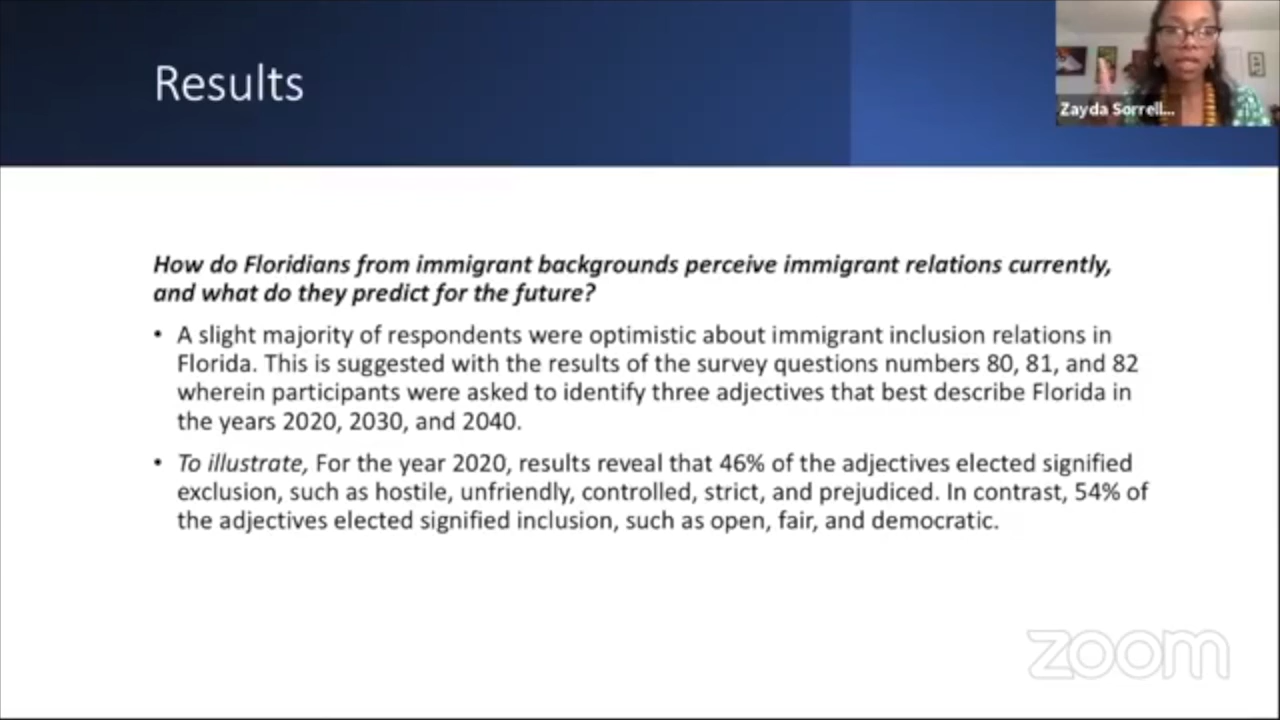 Results
Zayda Sorrell...
How do Floridians from immigrant backgrounds perceive immigrant relations currently,
and what do they predict for the future?
• A slight majority of respondents were optimistic about immigrant inclusion relations in
Florida. This is suggested with the results of the survey questions numbers 80, 81, and 82
wherein participants were asked to identify three adjectives that best describe Florida in
the years 2020, 2030, and 2040.
• To illustrate, For the year 2020, results reveal that 46% of the adjectives elected signified
exclusion, such as hostile, unfriendly, controlled, strict, and prejudiced. In contrast, 54% of
the adjectives elected signified inclusion, such as open, fair, and democratic.
zoom